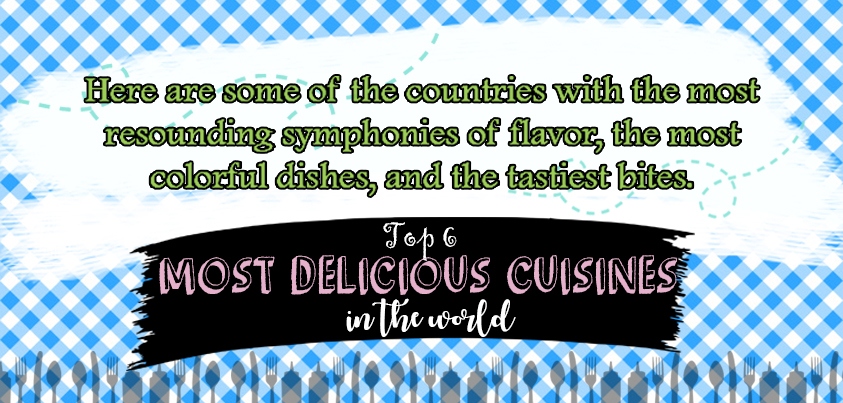 Here are some of the countries with the most
resounding symphonies of flavor, the most
colorful dishes, and the tastiest bites.
Top 6
MOST DELICIOUS CUISINES
in the world